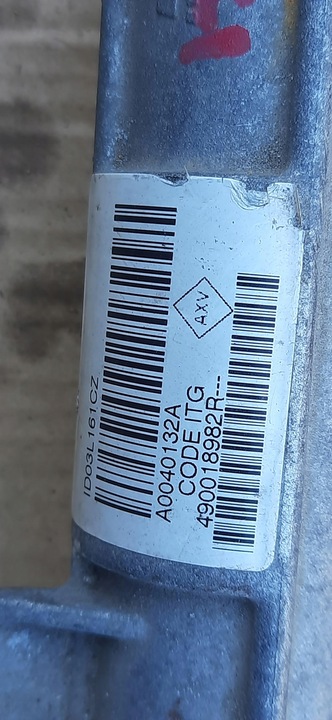 ID03L161CZ
A0040132A
CODE ITG
490018982R--
AXV